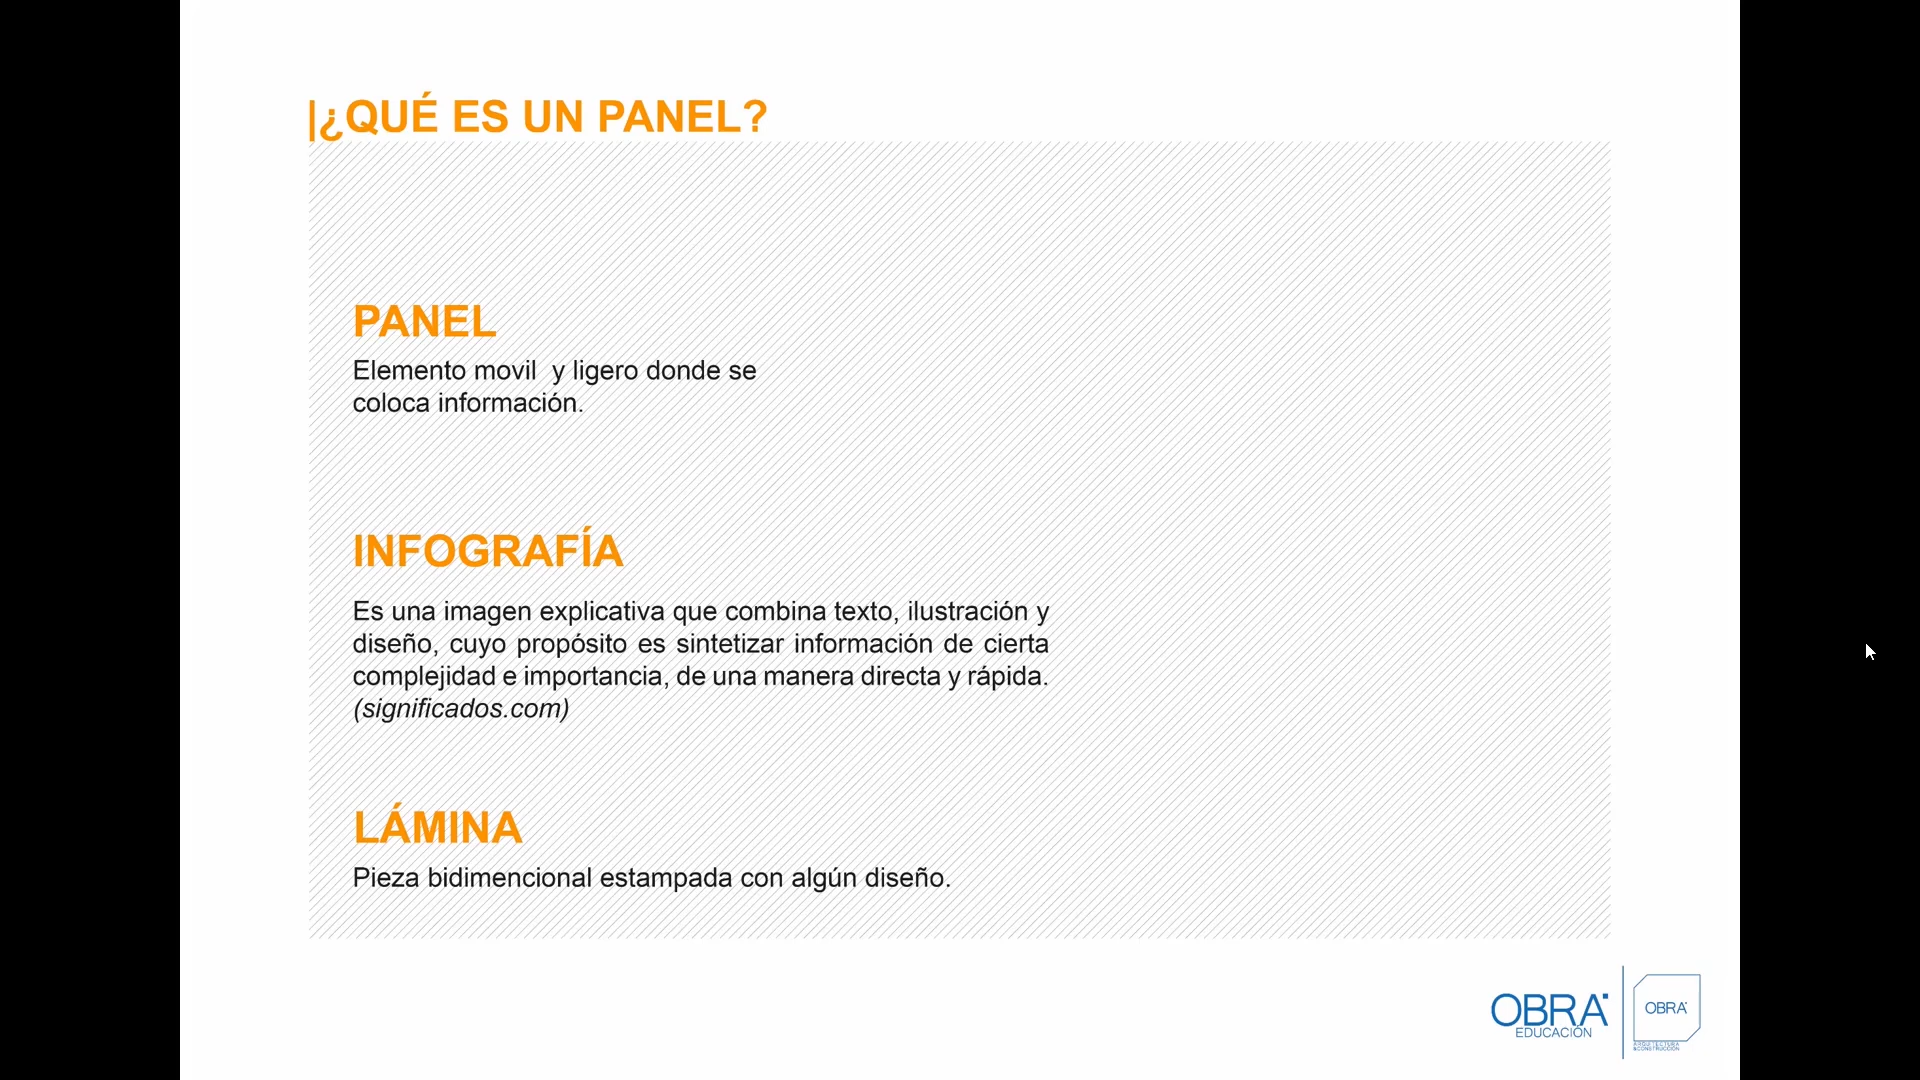 |¿QUÉ ES UN PANEL?
PANEL
Elemento movil  y ligero donde se
coloca información.
INFOGRAFÍA
Es una imagen explicativa que combina texto, ilustración y
diseño, cuyo propósito es sintetizar información de cierta
complejidad e importancia, de una manera directa y rápida.
(significados.com)
LÁMINA
Pieza bidimencional estampada con algún diseño.
OBRA
EDUCACIÓN
OBRA
ARQUITECTURA
&CONSTRUCCIÓN